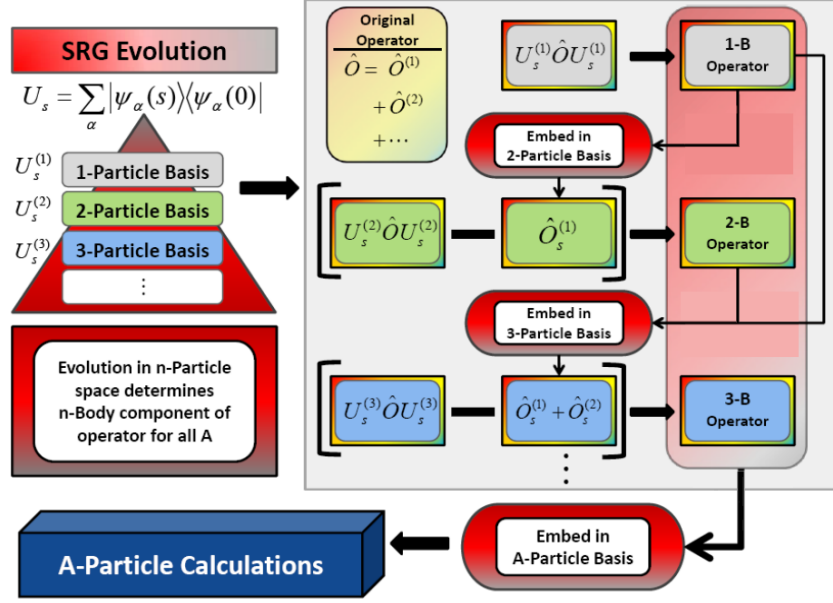 SRG Evolution
U_s = ∑_α |ψ_α(s)⟩⟨ψ_α(0)|
U_s^(1)
1-Particle Basis
U_s^(2)
2-Particle Basis
U_s^(3)
3-Particle Basis
⋮
Evolution in n-Particle
space determines
n-Body component of
operator for all A
Original
Operator
Ô = Ô^(1)
+ Ô^(2)
+ ⋯
U_s^(1) Ô U_s^(1)
1-B
Operator
Embed in
2-Particle Basis
U_s^(2) Ô U_s^(2)
Ô_s^(1)
2-B
Operator
Embed in
3-Particle Basis
U_s^(3) Ô U_s^(3)
Ô_s^(1) + Ô_s^(2)
3-B
Operator
⋮
Embed in
A-Particle Basis
A-Particle Calculations